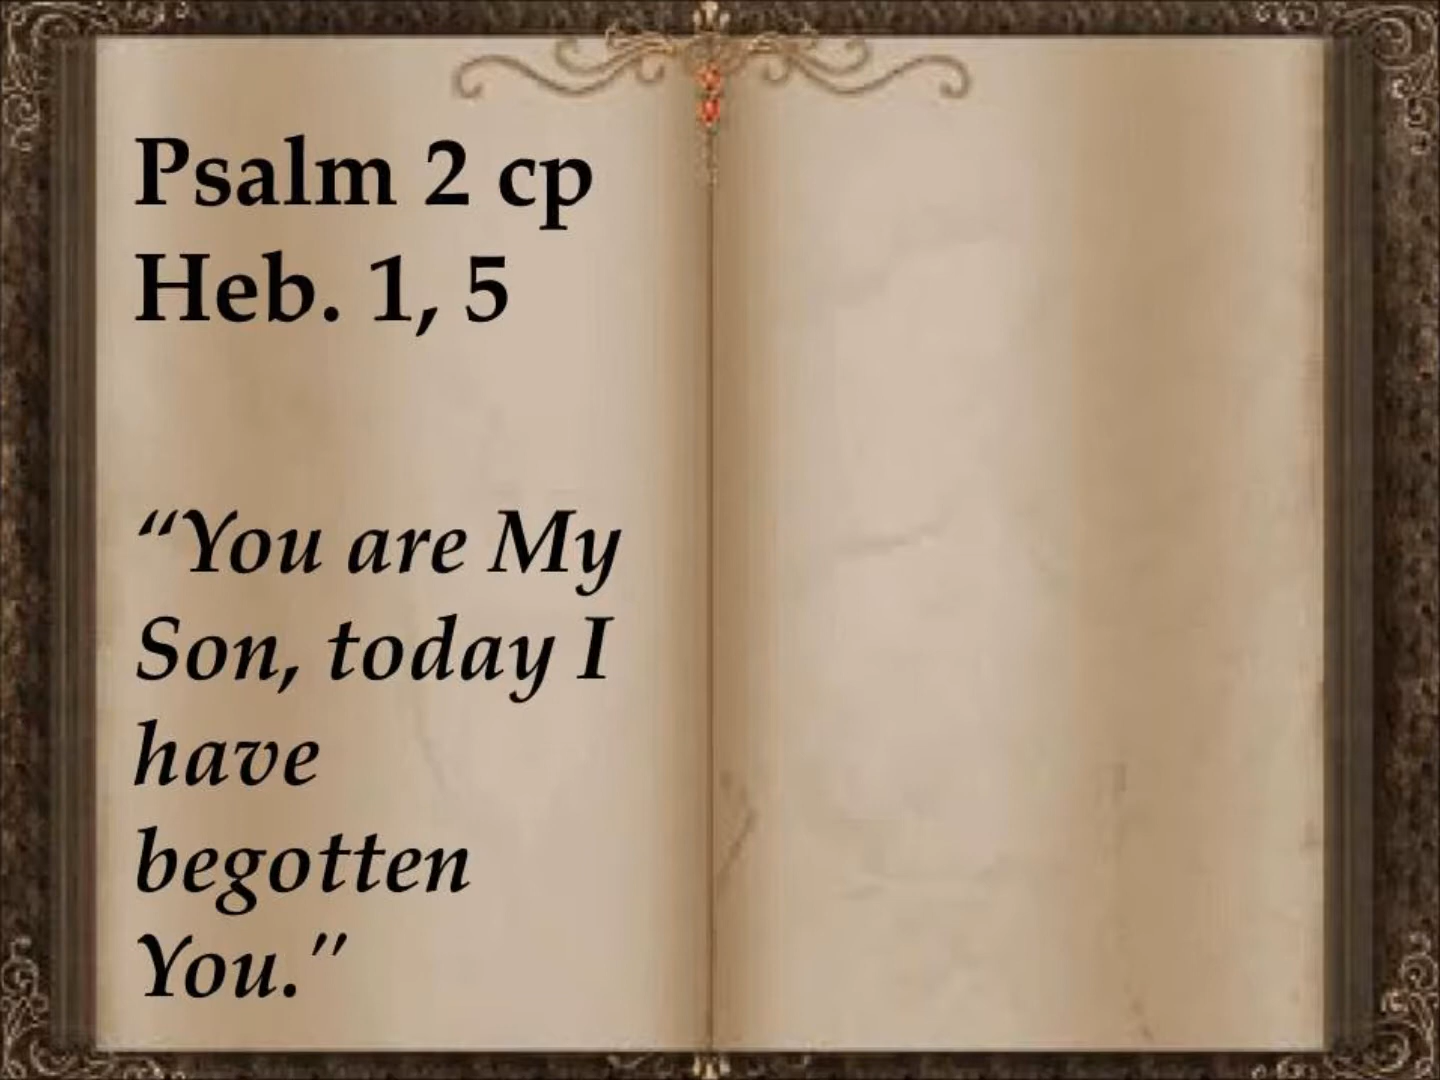 Psalm 2 cp
Heb. 1, 5
“You are My
Son, today I
have
begotten
You.”